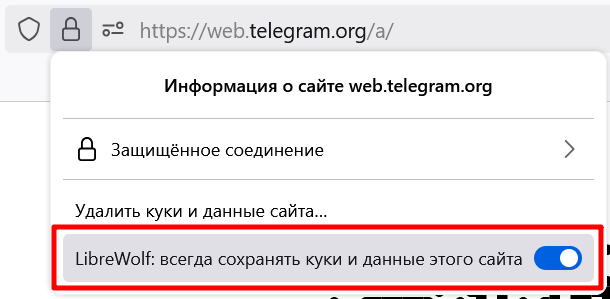 https://web.telegram.org/a/
Информация о сайте web.telegram.org
Защищённое соединение
Удалить куки и данные сайта...
LibreWolf: всегда сохранять куки и данные этого сайта